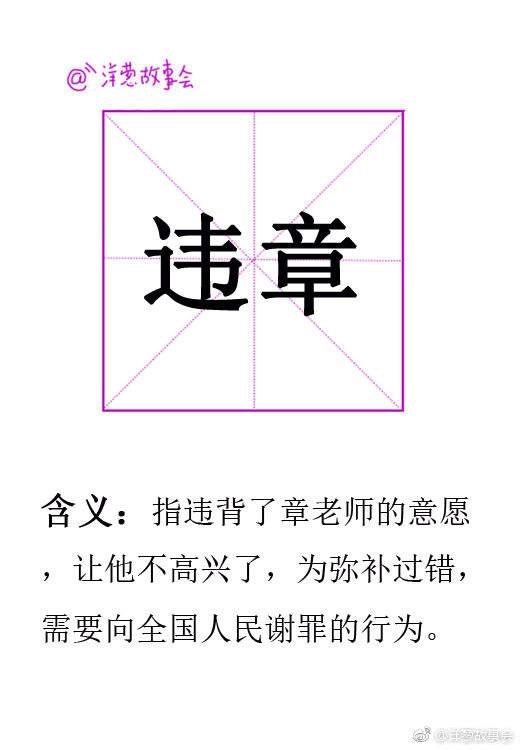 @洋葱故事会
违章
含义：指违背了章老师的意愿
，让他不高兴了，为弥补过错，
需要向全国人民谢罪的行为。
@洋葱故事会